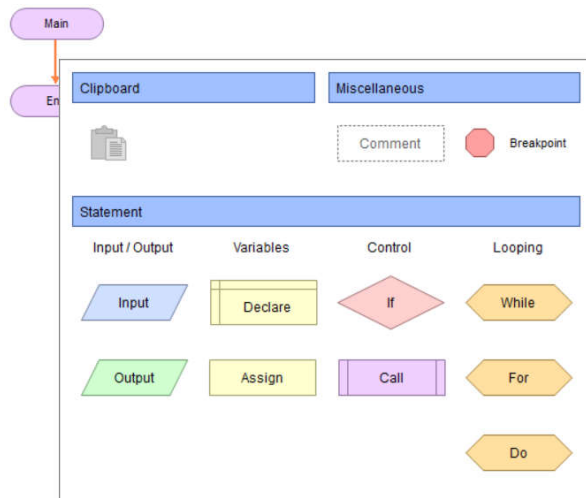 Main
En
Clipboard
Miscellaneous
Comment
Breakpoint
Statement
Input / Output
Variables
Control
Looping
Input
Declare
If
While
Output
Assign
Call
For
Do